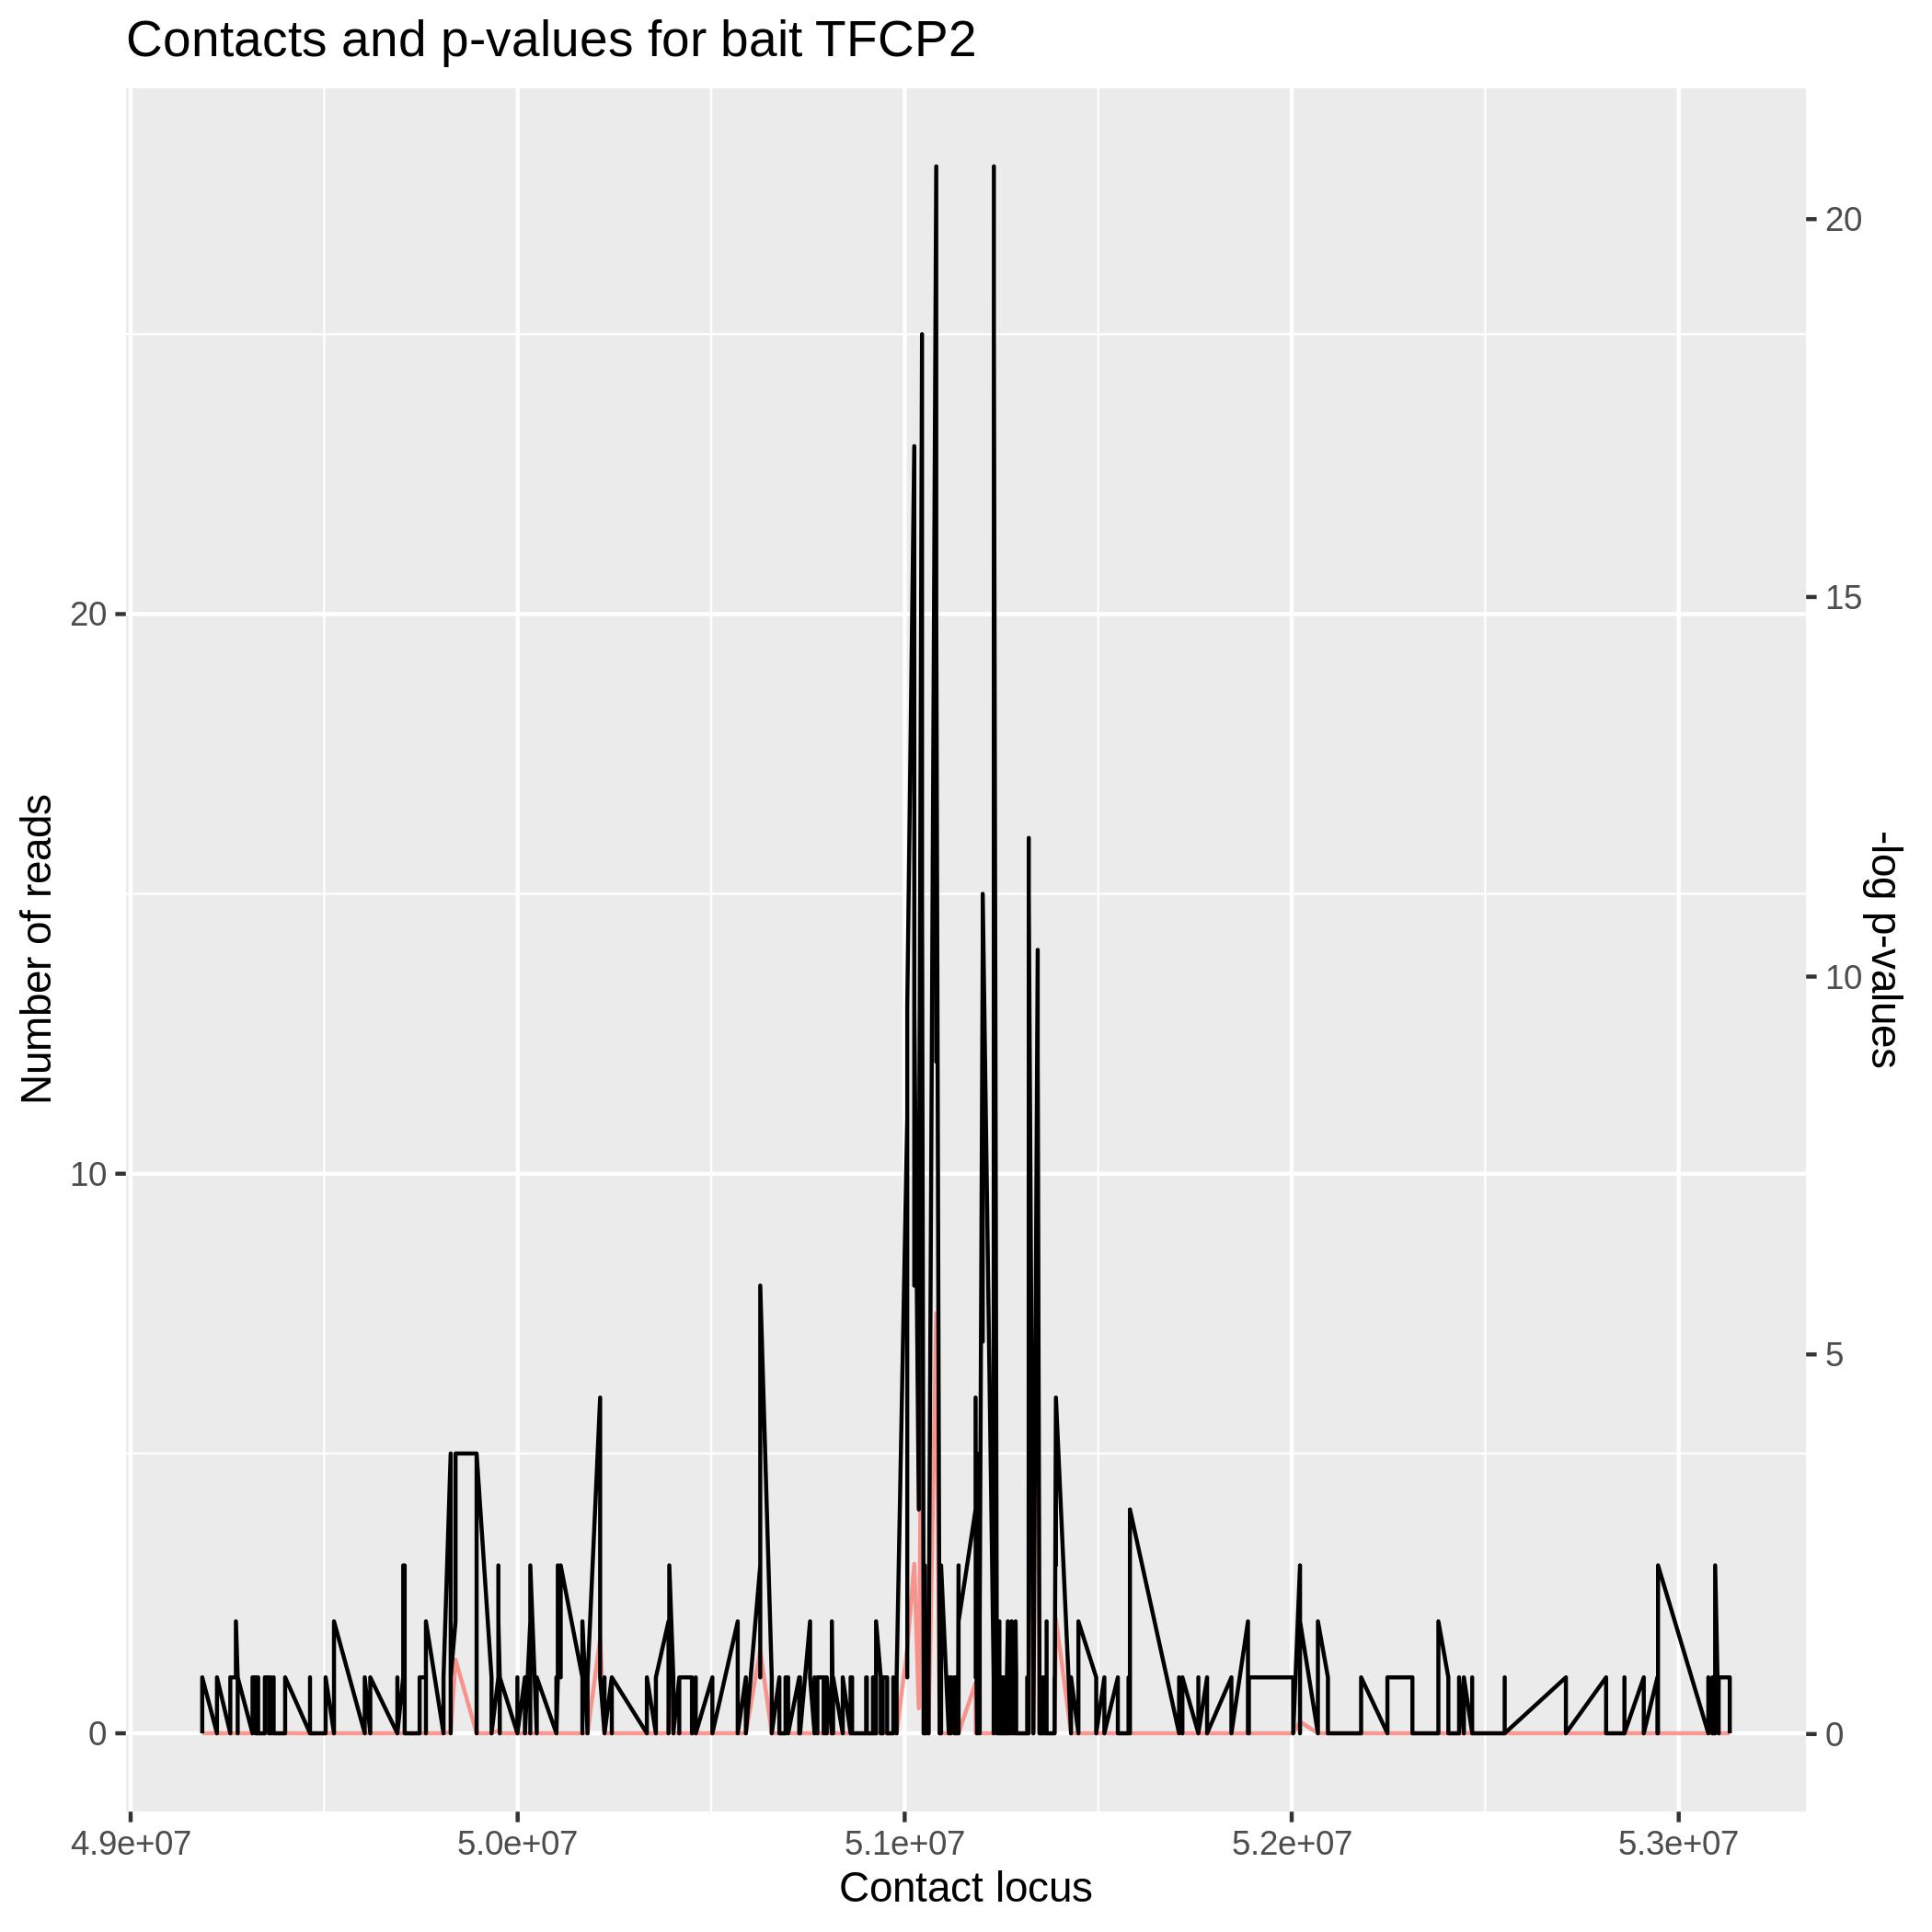 Contacts and p-values for bait TFCP2
Number of reads
20
10
0
20
15
10
5
0
-log p-values
4.9e+07
5.0e+07
5.1e+07
5.2e+07
5.3e+07
Contact locus